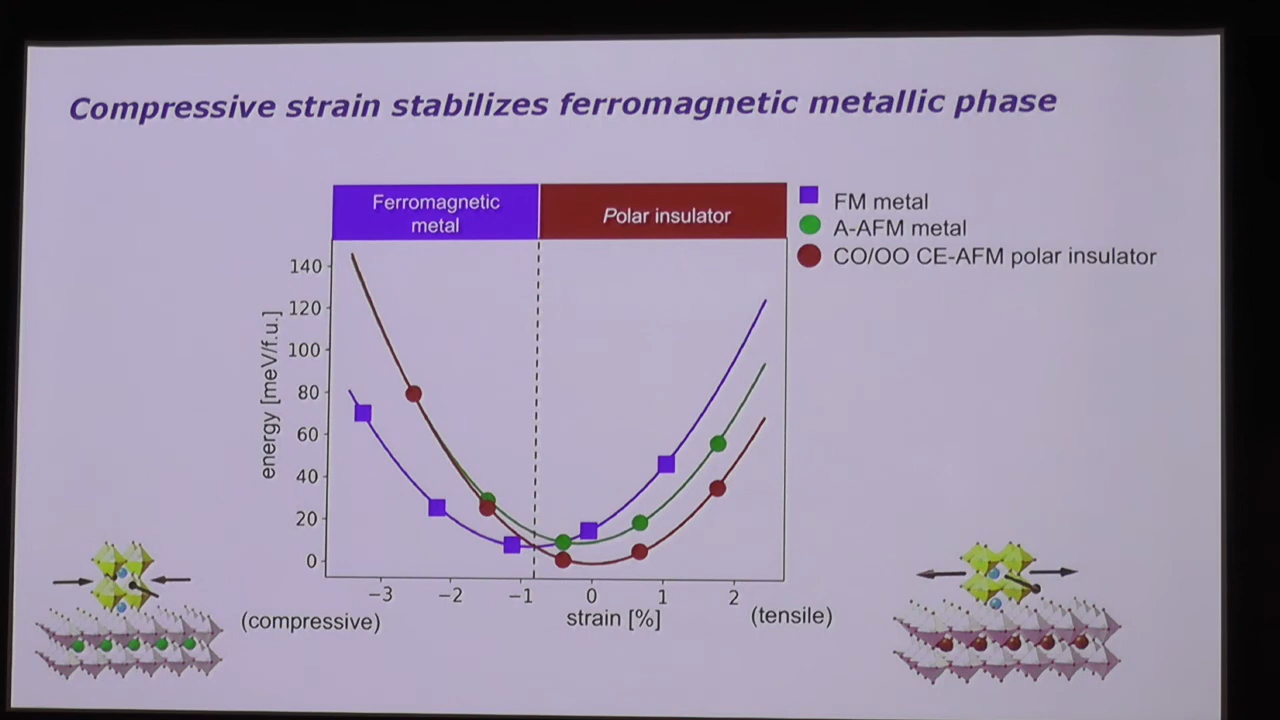 Compressive strain stabilizes ferromagnetic metallic phase
Ferromagnetic
metal
Polar insulator
FM metal
A-AFM metal
CO/OO CE-AFM polar insulator
energy [meV/f.u.]
140
120
100
80
60
40
20
0
−3 −2 −1 0 1 2
(compressive) strain [%] (tensile)